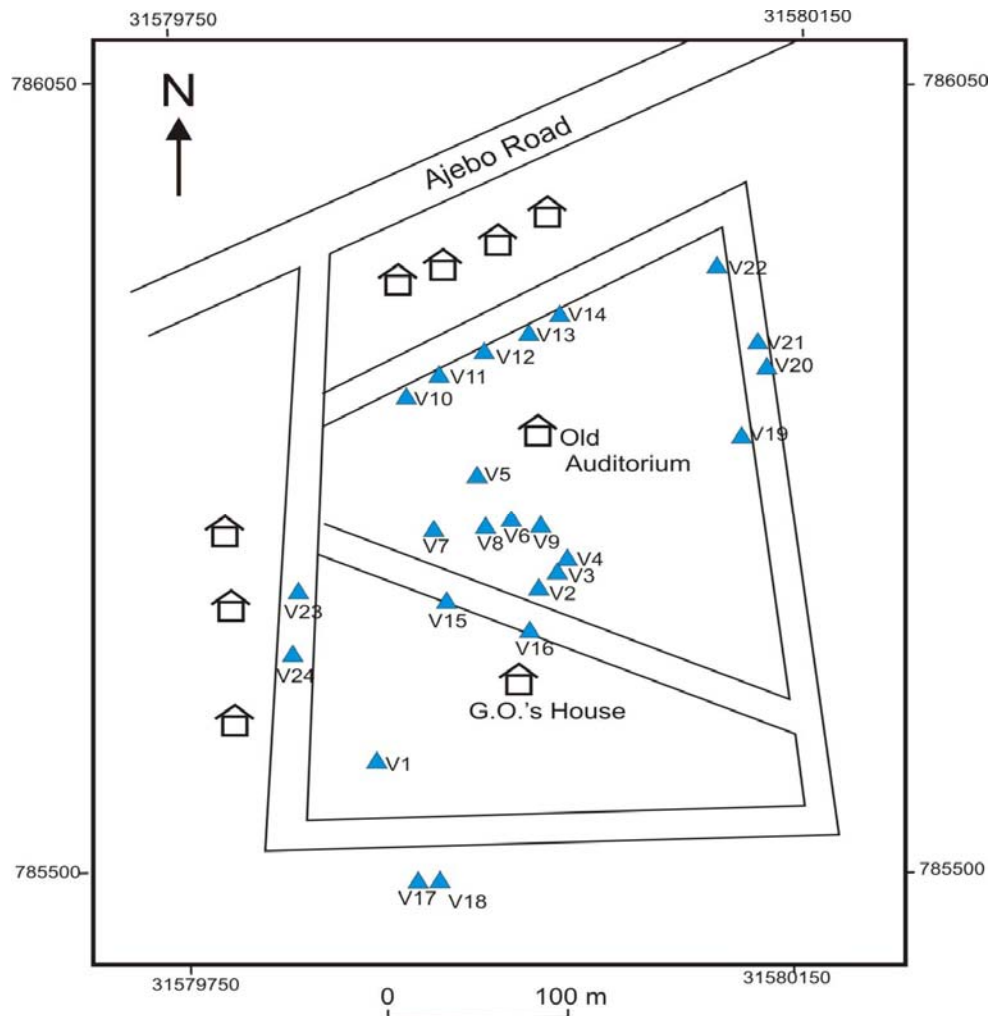 31579750
31580150
786050
786050
N
Ajebo Road
V22
V14
V13
V21
V12
V20
V11
V10
V19
Old
Auditorium
V5
V6
V9
V8
V7
V4
V3
V2
V23
V15
V16
V24
G.O.'s House
V1
785500
785500
V17
V18
31579750
31580150
0
100 m